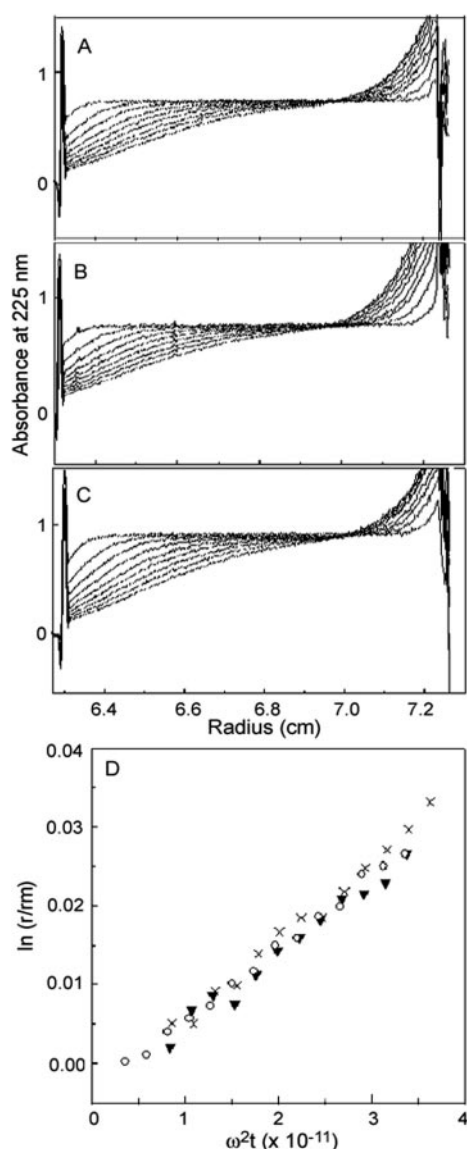 A
1
0
B
1
0
Absorbance at 225 nm
C
1
0
6.4 6.6 6.8 7.0 7.2
Radius (cm)
D
0.04
0.03
0.02
0.01
0.00
ln (r/rm)
0 1 2 3 4
ω²t (x 10⁻¹¹)